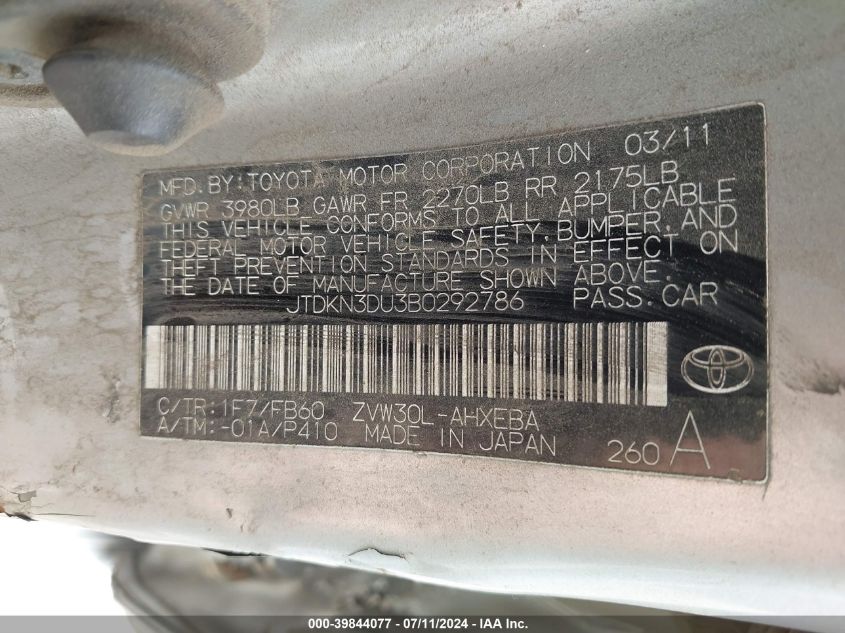 MFD.BY:TOYOTA MOTOR CORPORATION 03/11
GVWR 3980LB GAWR FR 2270LB RR 2175LB
THIS VEHICLE CONFORMS TO ALL APPLICABLE
FEDERAL MOTOR VEHICLE SAFETY,BUMPER,AND
THEFT PREVENTION STANDARDS IN EFFECT ON
THE DATE OF MANUFACTURE SHOWN ABOVE.
JTDKN3DU3B0292786 PASS.CAR
C/TR:1F7/FB60 ZVW30L-AHXEBA
A/TM:-01A/P410 MADE IN JAPAN 260 A
000-39844077 / 07/11/2024 - IAA Inc.